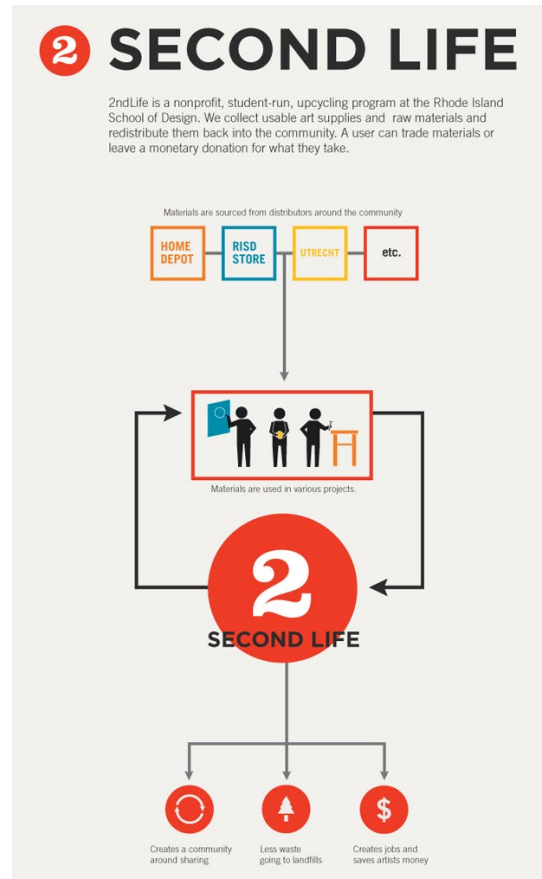 2 SECOND LIFE
2ndLife is a nonprofit, student-run, upcycling program at the Rhode Island
School of Design. We collect usable art supplies and raw materials and
redistribute them back into the community. A user can trade materials or
leave a monetary donation for what they take.
Materials are sourced from distributors around the community
HOME
DEPOT
RISD
STORE
UTRECHT
etc.
Materials are used in various projects.
2
SECOND LIFE
$
Creates a community
around sharing
Less waste
going to landfills
Creates jobs and
saves artists money